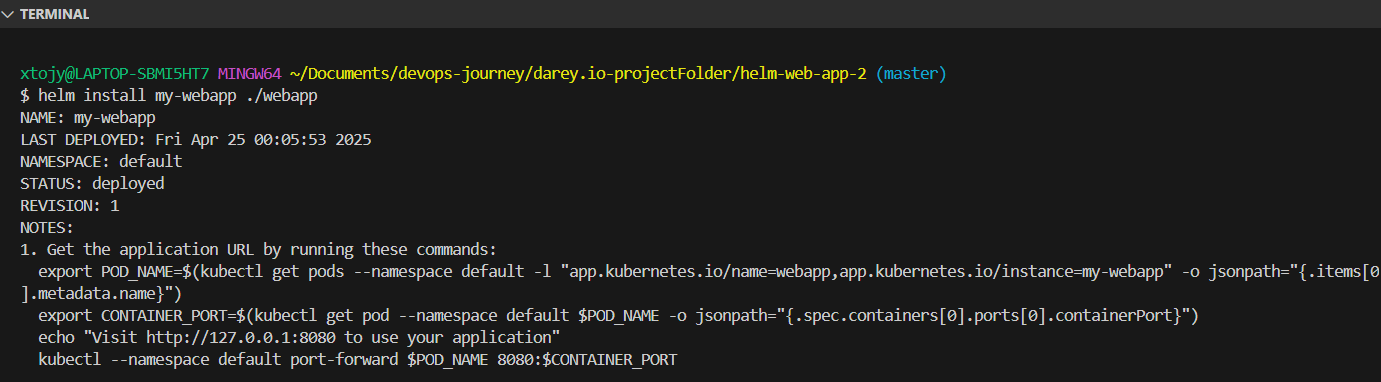 TERMINAL
xtojy@LAPTOP-SBMI5HT7 MINGW64 ~/Documents/devops-journey/darey.io-projectFolder/helm-web-app-2 (master)
$ helm install my-webapp ./webapp
NAME: my-webapp
LAST DEPLOYED: Fri Apr 25 00:05:53 2025
NAMESPACE: default
STATUS: deployed
REVISION: 1
NOTES:
1. Get the application URL by running these commands:
  export POD_NAME=$(kubectl get pods --namespace default -l "app.kubernetes.io/name=webapp,app.kubernetes.io/instance=my-webapp" -o jsonpath="{.items[0
].metadata.name}")
  export CONTAINER_PORT=$(kubectl get pod --namespace default $POD_NAME -o jsonpath="{.spec.containers[0].ports[0].containerPort}")
  echo "Visit http://127.0.0.1:8080 to use your application"
  kubectl --namespace default port-forward $POD_NAME 8080:$CONTAINER_PORT